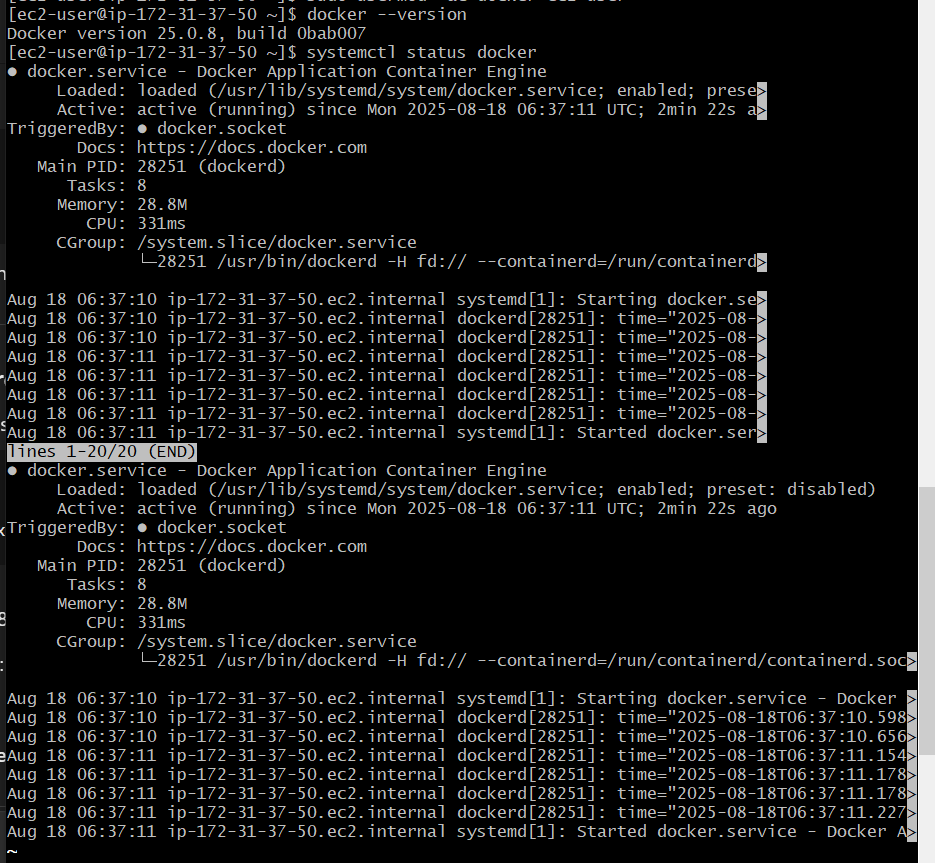 [ec2-user@ip-172-31-37-50 ~]$ docker --version
Docker version 25.0.8, build 0bab007
[ec2-user@ip-172-31-37-50 ~]$ systemctl status docker
● docker.service - Docker Application Container Engine
     Loaded: loaded (/usr/lib/systemd/system/docker.service; enabled; prese>
     Active: active (running) since Mon 2025-08-18 06:37:11 UTC; 2min 22s a>
TriggeredBy: ● docker.socket
       Docs: https://docs.docker.com
   Main PID: 28251 (dockerd)
      Tasks: 8
     Memory: 28.8M
        CPU: 331ms
     CGroup: /system.slice/docker.service
             └─28251 /usr/bin/dockerd -H fd:// --containerd=/run/containerd>
Aug 18 06:37:10 ip-172-31-37-50.ec2.internal systemd[1]: Starting docker.se>
Aug 18 06:37:10 ip-172-31-37-50.ec2.internal dockerd[28251]: time="2025-08->
Aug 18 06:37:10 ip-172-31-37-50.ec2.internal dockerd[28251]: time="2025-08->
Aug 18 06:37:11 ip-172-31-37-50.ec2.internal dockerd[28251]: time="2025-08->
Aug 18 06:37:11 ip-172-31-37-50.ec2.internal dockerd[28251]: time="2025-08->
Aug 18 06:37:11 ip-172-31-37-50.ec2.internal dockerd[28251]: time="2025-08->
Aug 18 06:37:11 ip-172-31-37-50.ec2.internal dockerd[28251]: time="2025-08->
Aug 18 06:37:11 ip-172-31-37-50.ec2.internal systemd[1]: Started docker.ser>
lines 1-20/20 (END)
● docker.service - Docker Application Container Engine
     Loaded: loaded (/usr/lib/systemd/system/docker.service; enabled; preset: disabled)
     Active: active (running) since Mon 2025-08-18 06:37:11 UTC; 2min 22s ago
TriggeredBy: ● docker.socket
       Docs: https://docs.docker.com
   Main PID: 28251 (dockerd)
      Tasks: 8
     Memory: 28.8M
        CPU: 331ms
     CGroup: /system.slice/docker.service
             └─28251 /usr/bin/dockerd -H fd:// --containerd=/run/containerd/containerd.soc>
Aug 18 06:37:10 ip-172-31-37-50.ec2.internal systemd[1]: Starting docker.service - Docker >
Aug 18 06:37:10 ip-172-31-37-50.ec2.internal dockerd[28251]: time="2025-08-18T06:37:10.598>
Aug 18 06:37:10 ip-172-31-37-50.ec2.internal dockerd[28251]: time="2025-08-18T06:37:10.656>
Aug 18 06:37:11 ip-172-31-37-50.ec2.internal dockerd[28251]: time="2025-08-18T06:37:11.154>
Aug 18 06:37:11 ip-172-31-37-50.ec2.internal dockerd[28251]: time="2025-08-18T06:37:11.178>
Aug 18 06:37:11 ip-172-31-37-50.ec2.internal dockerd[28251]: time="2025-08-18T06:37:11.178>
Aug 18 06:37:11 ip-172-31-37-50.ec2.internal dockerd[28251]: time="2025-08-18T06:37:11.227>
Aug 18 06:37:11 ip-172-31-37-50.ec2.internal systemd[1]: Started docker.service - Docker A>
~